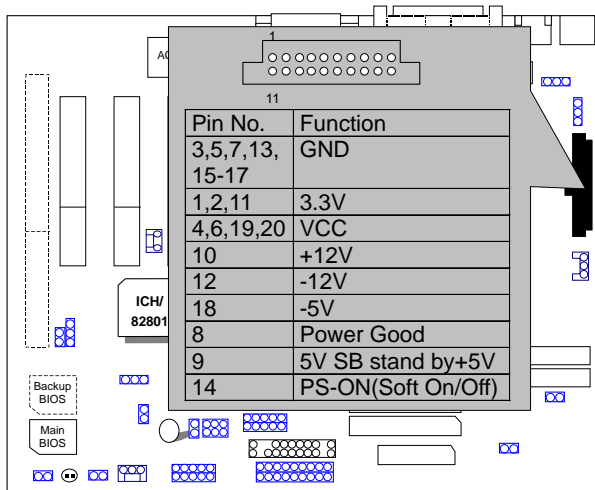 1
AC
11
Pin No. Function
3,5,7,13, GND
15-17
1,2,11 3.3V
4,6,19,20 VCC
10 +12V
12 -12V
18 -5V
8 Power Good
9 5V SB stand by+5V
14 PS-ON(Soft On/Off)
ICH/
82801
Backup
BIOS
Main
BIOS